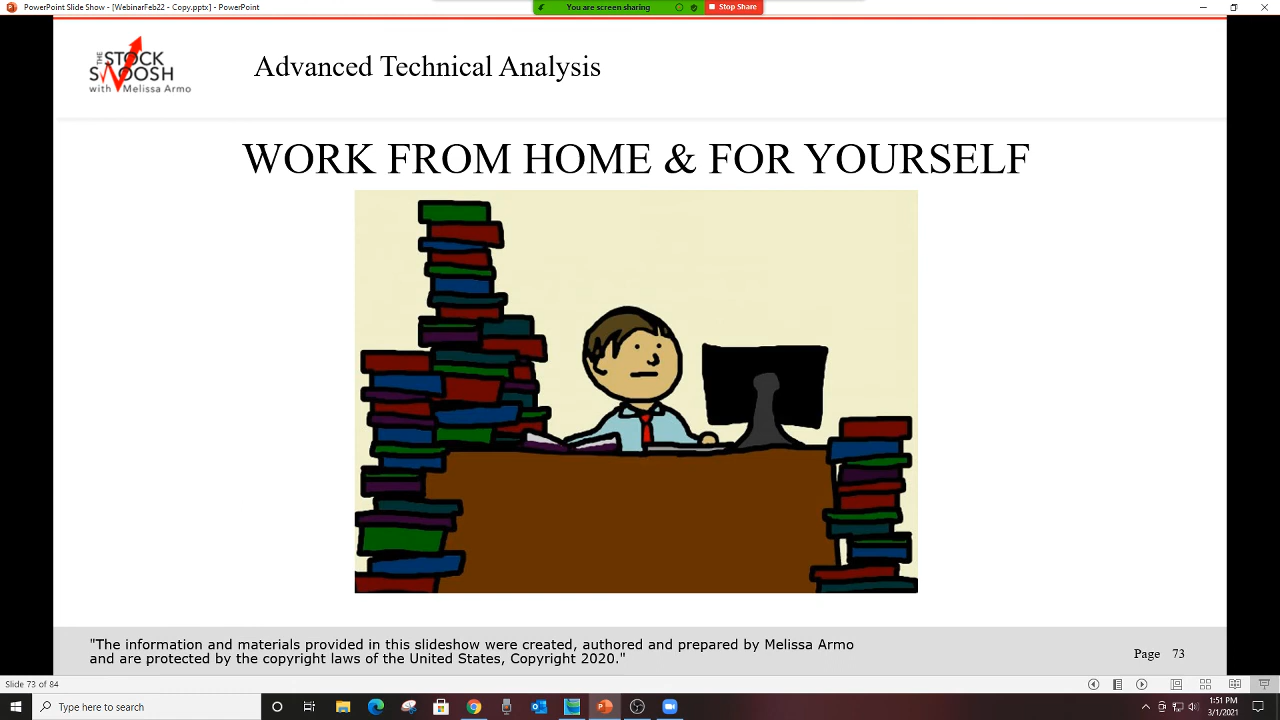 PowerPoint Slide Show - [WebinarFeb22 - Copy.pptx] - PowerPoint
You are screen sharing
Stop Share
THE
STOCK
SWOOSH
with Melissa Armo
Advanced Technical Analysis
WORK FROM HOME & FOR YOURSELF
"The information and materials provided in this slideshow were created, authored and prepared by Melissa Armo
and are protected by the copyright laws of the United States, Copyright 2020."
Page 73
Slide 73 of 84
Type here to search
1:51 PM
3/1/2021